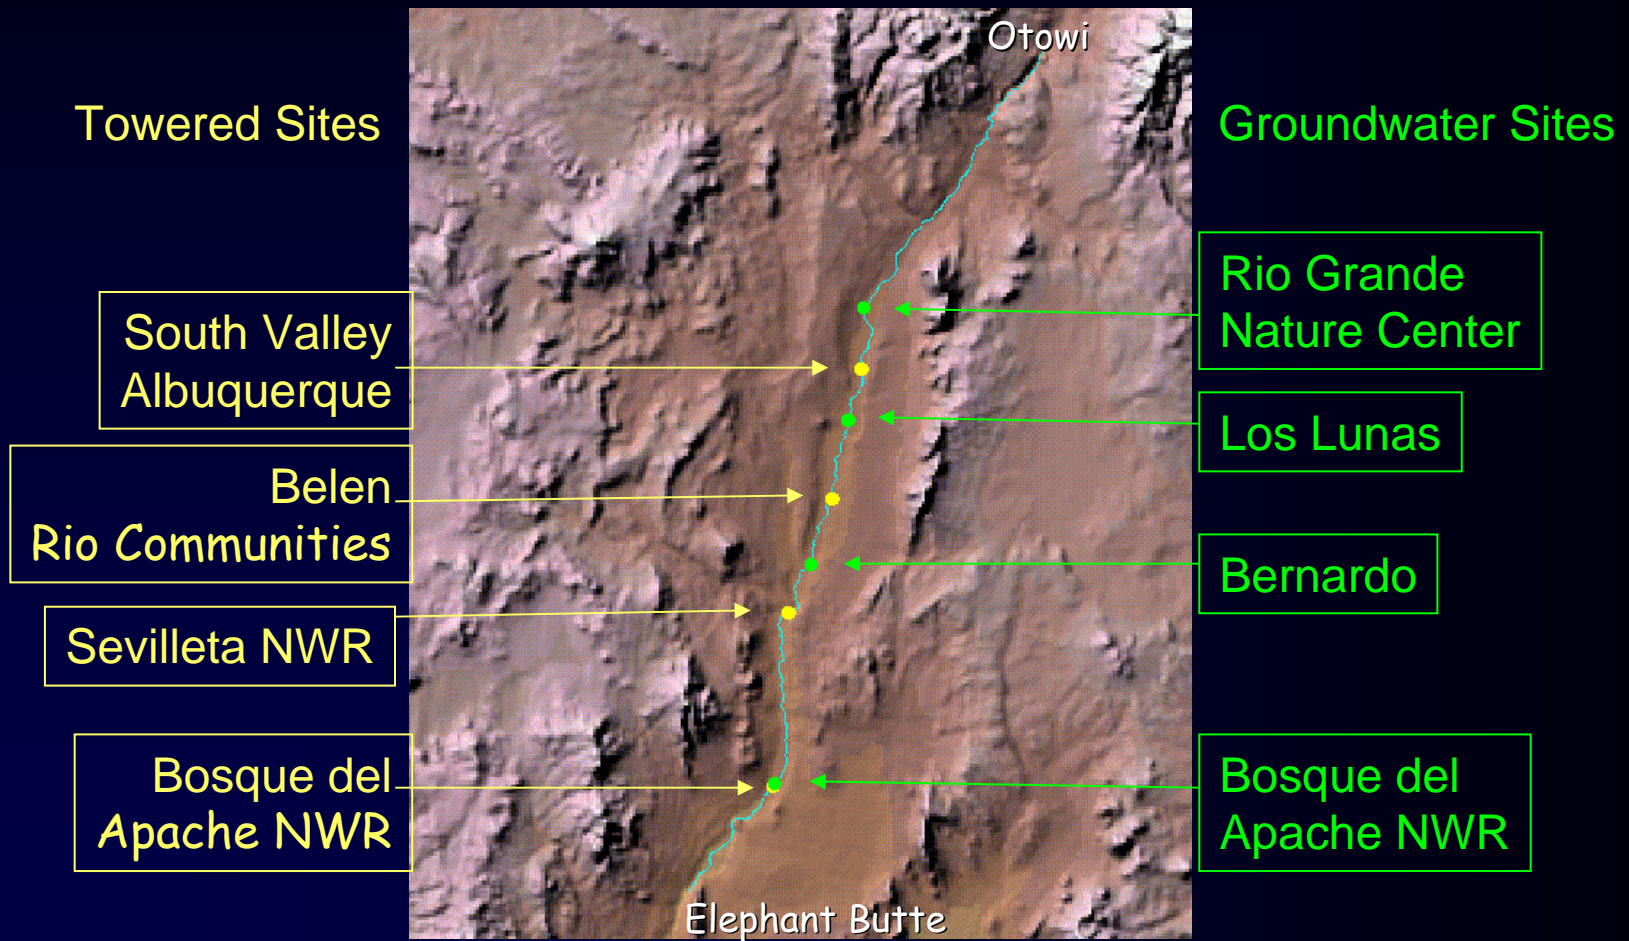 Otowi
Towered Sites
Groundwater Sites
South Valley
Albuquerque
Belen
Rio Communities
Sevilleta NWR
Bosque del
Apache NWR
Rio Grande
Nature Center
Los Lunas
Bernardo
Bosque del
Apache NWR
Elephant Butte